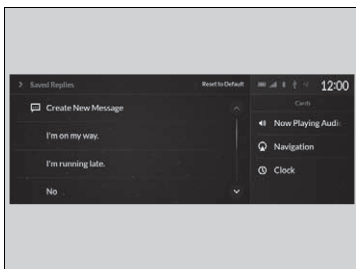 Saved Replies
Reset to Default
12:00
Create New Message
I'm on my way.
I'm running late.
No
Cards
Now Playing Audi
Navigation
Clock